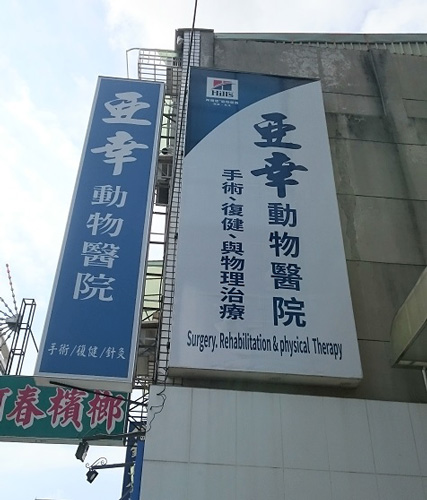 亞幸動物醫院
手術/復健/針灸
Hill's
亞幸動物醫院
手術、復健、與物理治療
Surgery. Rehabilitation & physical Therapy
春檳榔